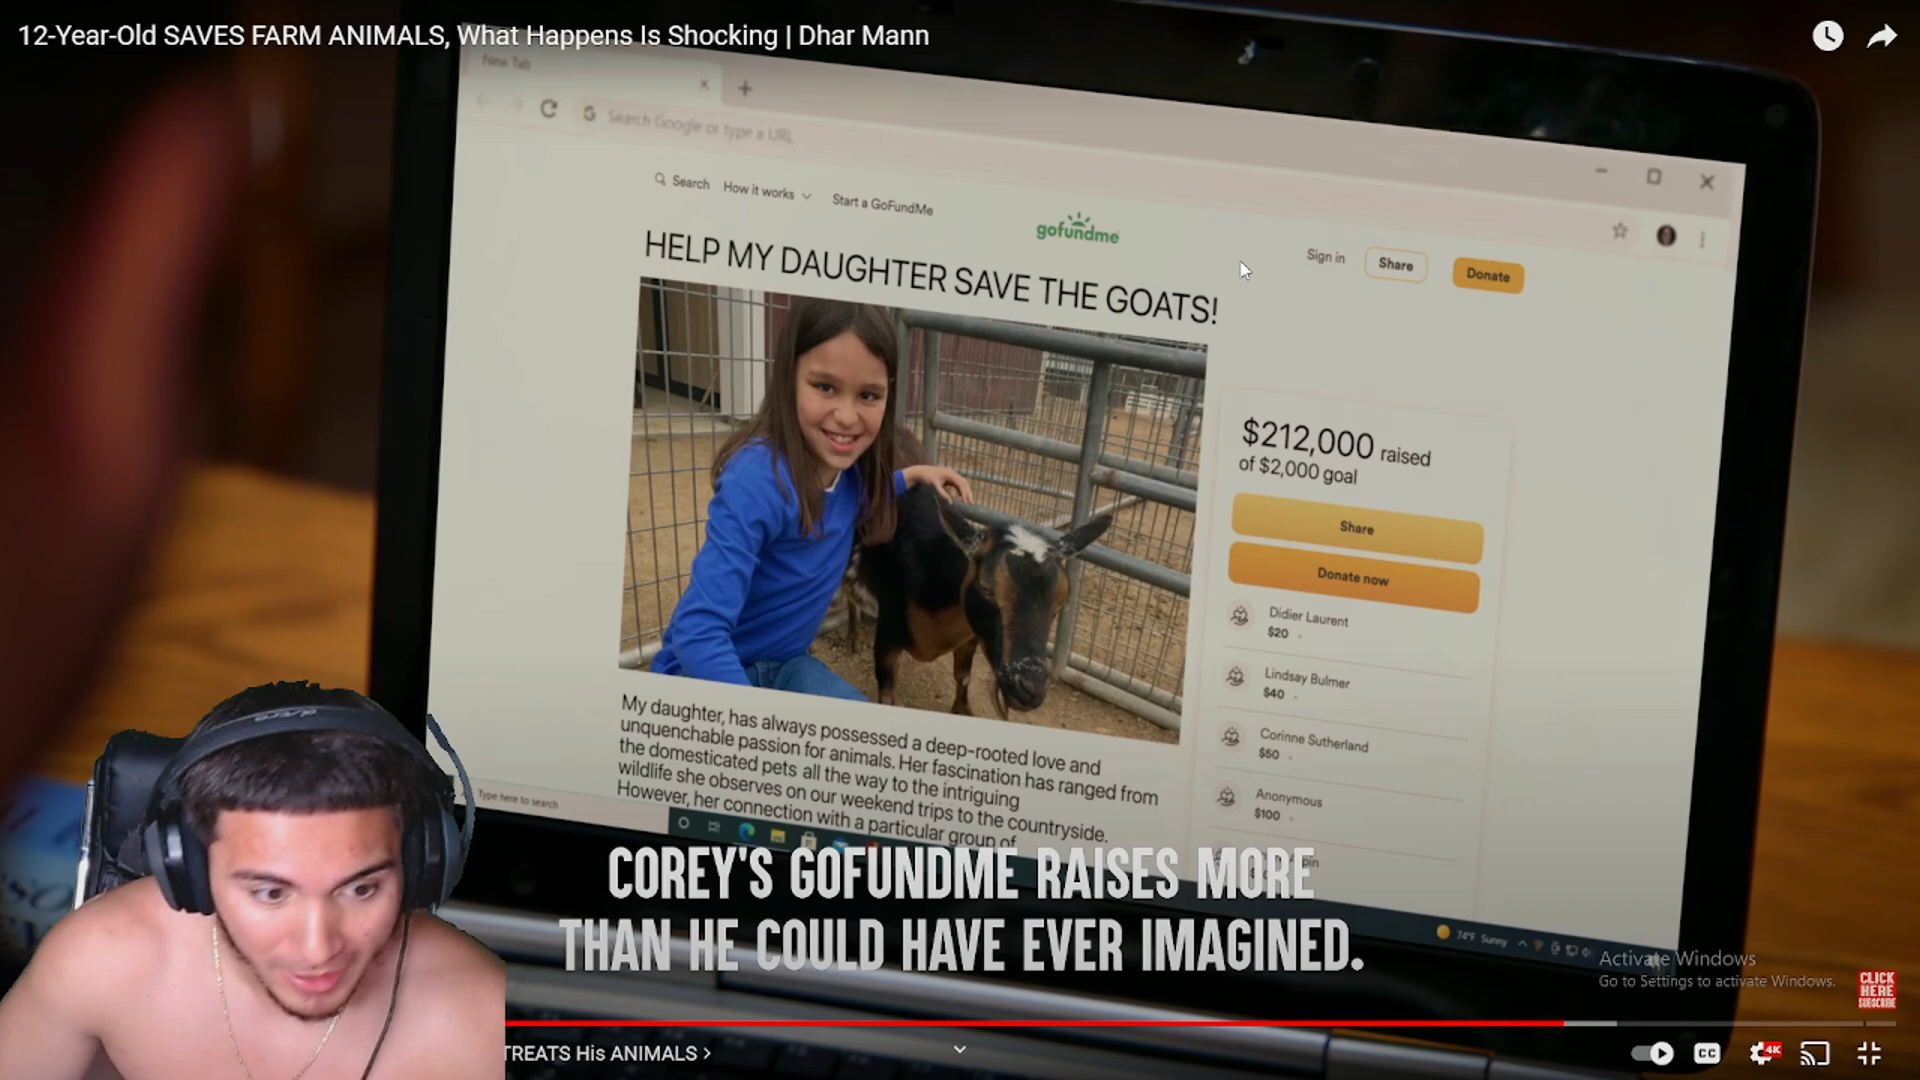 12-Year-Old SAVES FARM ANIMALS, What Happens Is Shocking | Dhar Mann
New Tab
Search Google or type a URL
Search How it works Start a GoFundMe
gofundme
Sign in Share Donate
HELP MY DAUGHTER SAVE THE GOATS!
$212,000 raised
of $2,000 goal
Share
Donate now
Didier Laurent
$20
Lindsay Bulmer
$40
Corinne Sutherland
$50
Anonymous
$100
My daughter, has always possessed a deep-rooted love and
unquenchable passion for animals. Her fascination has ranged from
the domesticated pets all the way to the intriguing
wildlife she observes on our weekend trips to the countryside.
However, her connection with a particular group of
Type here to search
74°F Sunny
COREY'S GOFUNDME RAISES MORE
THAN HE COULD HAVE EVER IMAGINED.
Activate Windows
Go to Settings to activate Windows.
CLICK
HERE
SUBSCRIBE
TREATS His ANIMALS
CC
4K